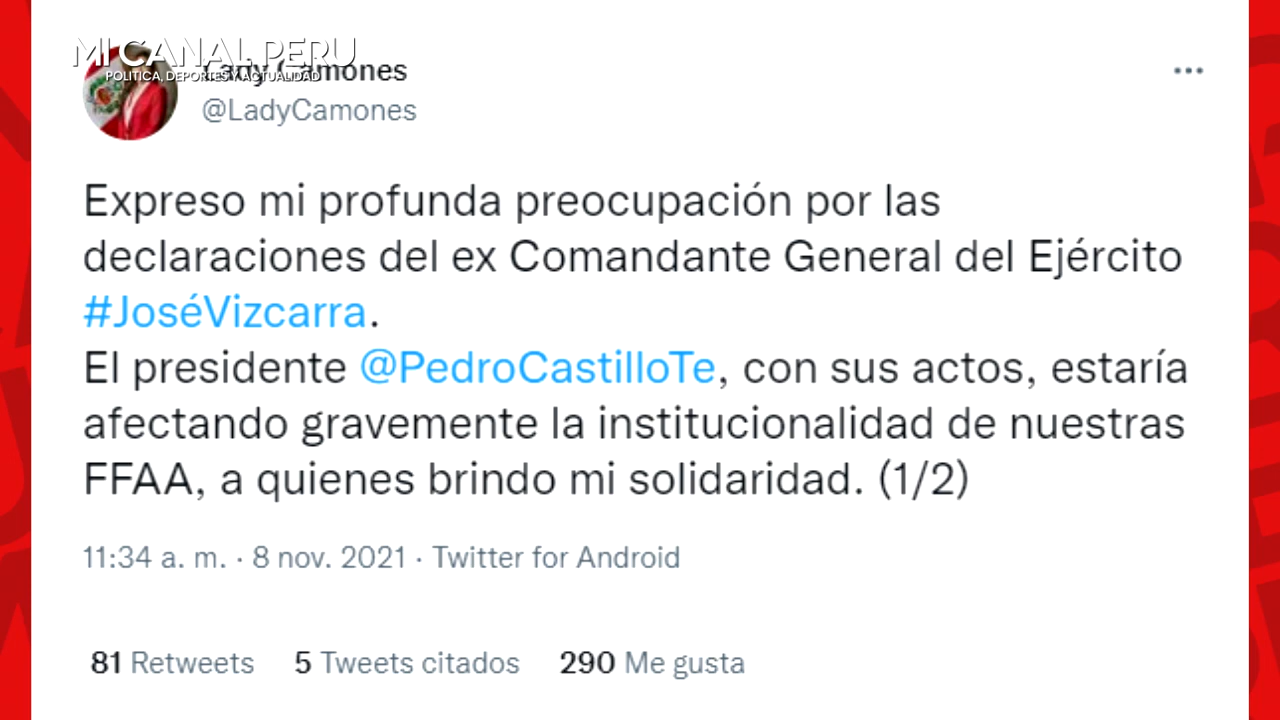 MI CANAL PERU
POLITICA, DEPORTES Y ACTUALIDAD
Lady Camones
@LadyCamones
Expreso mi profunda preocupación por las
declaraciones del ex Comandante General del Ejército
#JoséVizcarra.
El presidente @PedroCastilloTe, con sus actos, estaría
afectando gravemente la institucionalidad de nuestras
FFAA, a quienes brindo mi solidaridad. (1/2)
11:34 a. m. · 8 nov. 2021 · Twitter for Android
81 Retweets 5 Tweets citados 290 Me gusta